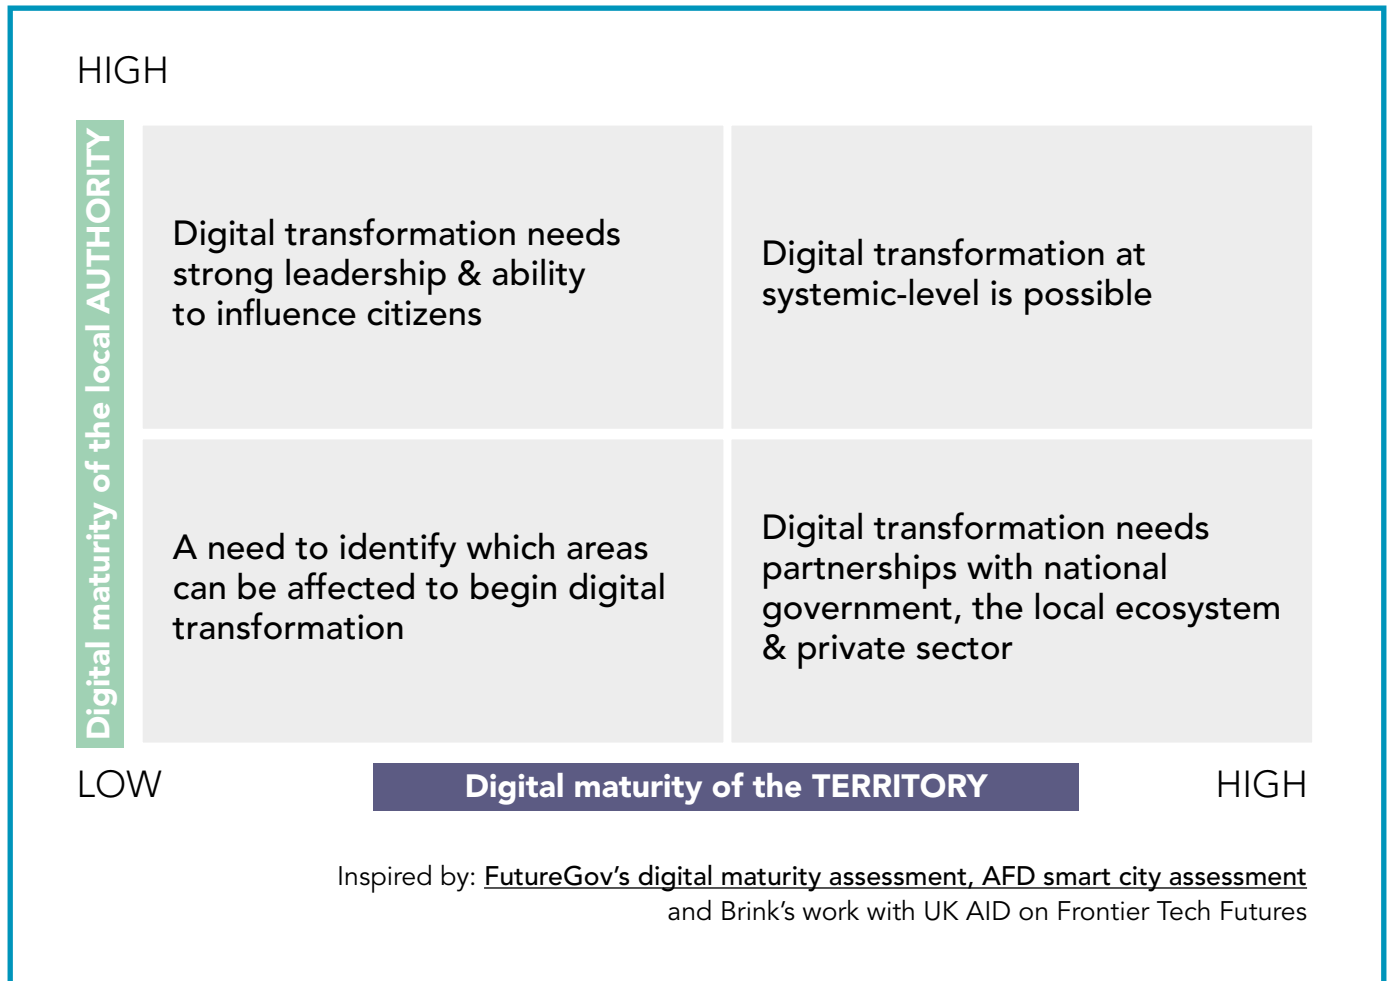 HIGH
Digital maturity of the local AUTHORITY
Digital transformation needs
strong leadership & ability
to influence citizens
Digital transformation at
systemic-level is possible
A need to identify which areas
can be affected to begin digital
transformation
Digital transformation needs
partnerships with national
government, the local ecosystem
& private sector
LOW
Digital maturity of the TERRITORY
HIGH
Inspired by: FutureGov’s digital maturity assessment, AFD smart city assessment
and Brink’s work with UK AID on Frontier Tech Futures